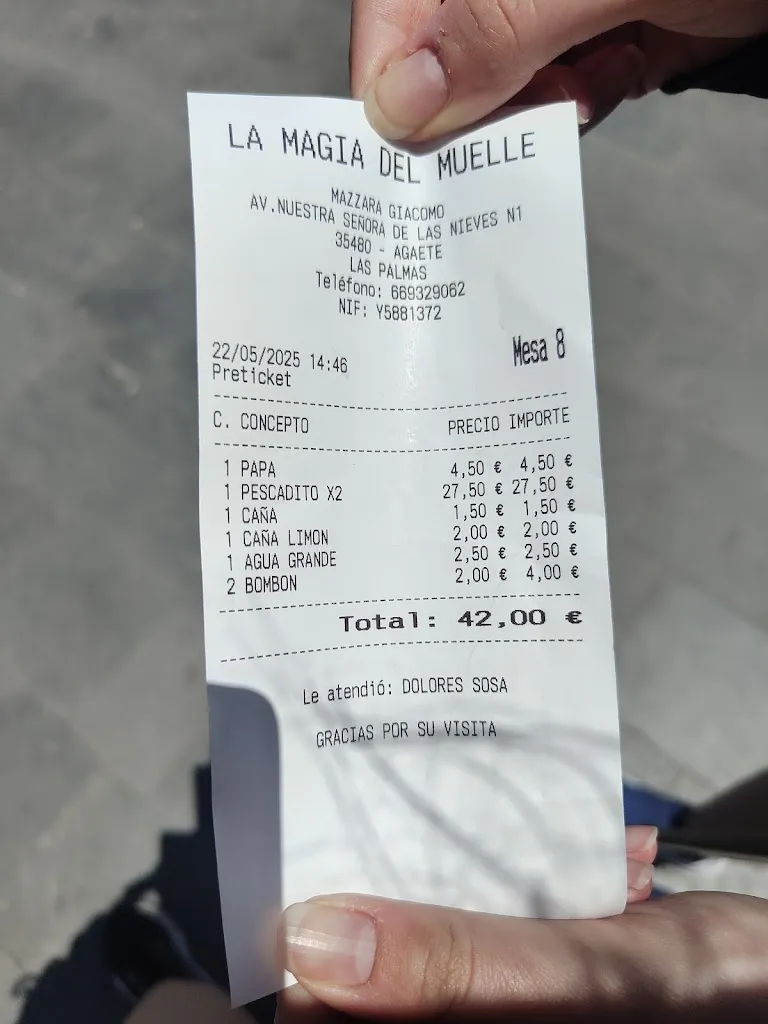 LA MAGIA DEL MUELLE
MAZZARA GIACOMO
AV.NUESTRA SEÑORA DE LAS NIEVES N1
35480 - AGAETE
LAS PALMAS
Teléfono: 669329062
NIF: Y5881372
22/05/2025 14:46
Mesa 8
Preticket
C. CONCEPTO PRECIO IMPORTE
1 PAPA 4,50 € 4,50 €
1 PESCADITO X2 27,50 € 27,50 €
1 CAÑA 1,50 € 1,50 €
1 CAÑA LIMON 2,00 € 2,00 €
1 AGUA GRANDE 2,50 € 2,50 €
2 BOMBON 2,00 € 4,00 €
Total: 42,00 €
Le atendió: DOLORES SOSA
GRACIAS POR SU VISITA